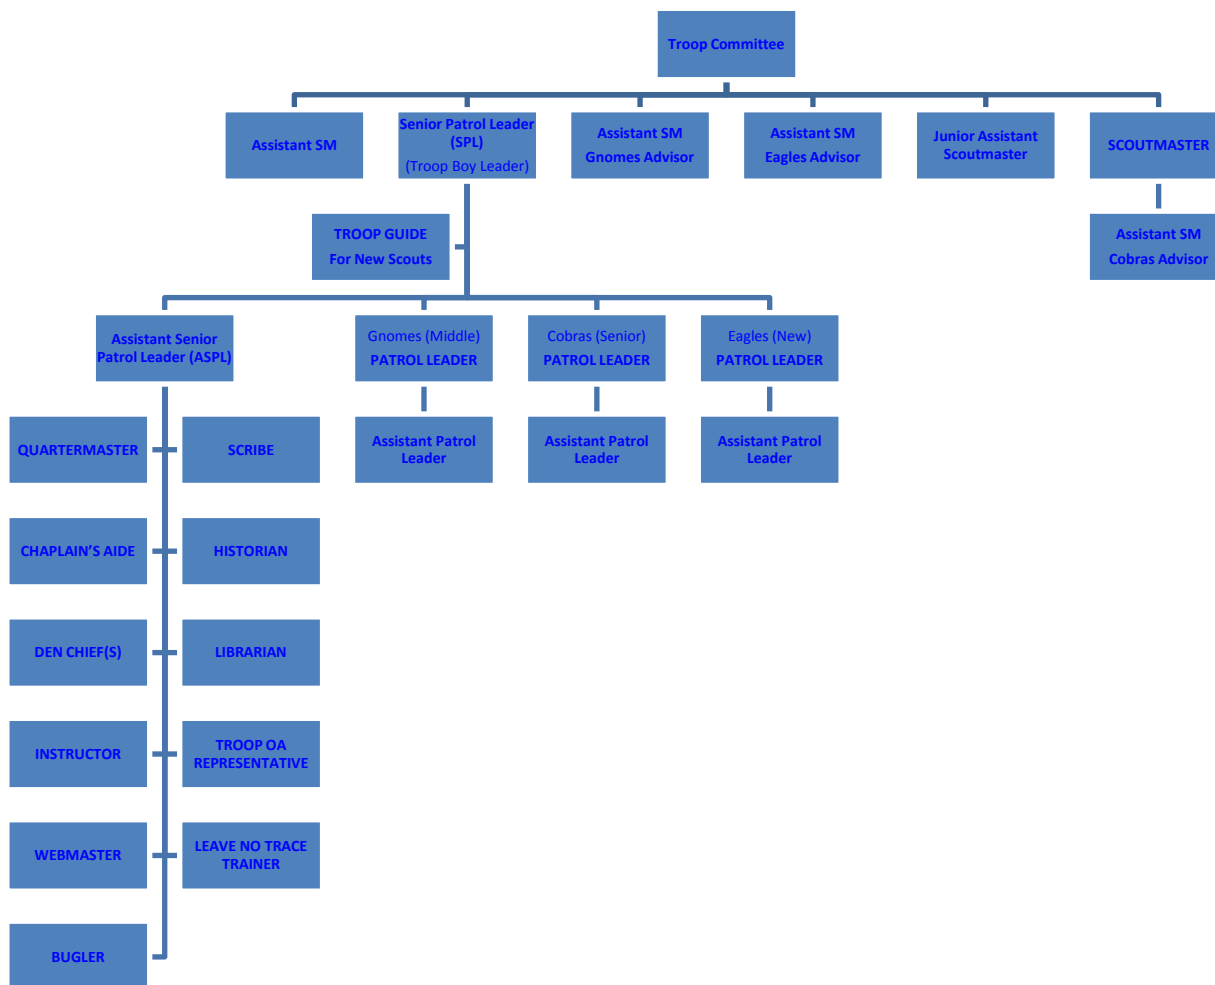 Troop Committee
Assistant SM
Senior Patrol Leader
(SPL)
(Troop Boy Leader)
Assistant SM
Gnomes Advisor
Assistant SM
Eagles Advisor
Junior Assistant
Scoutmaster
SCOUTMASTER
TROOP GUIDE
For New Scouts
Assistant SM
Cobras Advisor
Assistant Senior
Patrol Leader (ASPL)
Gnomes (Middle)
PATROL LEADER
Cobras (Senior)
PATROL LEADER
Eagles (New)
PATROL LEADER
Assistant Patrol
Leader
Assistant Patrol
Leader
Assistant Patrol
Leader
QUARTERMASTER
SCRIBE
CHAPLAIN’S AIDE
HISTORIAN
DEN CHIEF(S)
LIBRARIAN
INSTRUCTOR
TROOP OA
REPRESENTATIVE
WEBMASTER
LEAVE NO TRACE
TRAINER
BUGLER